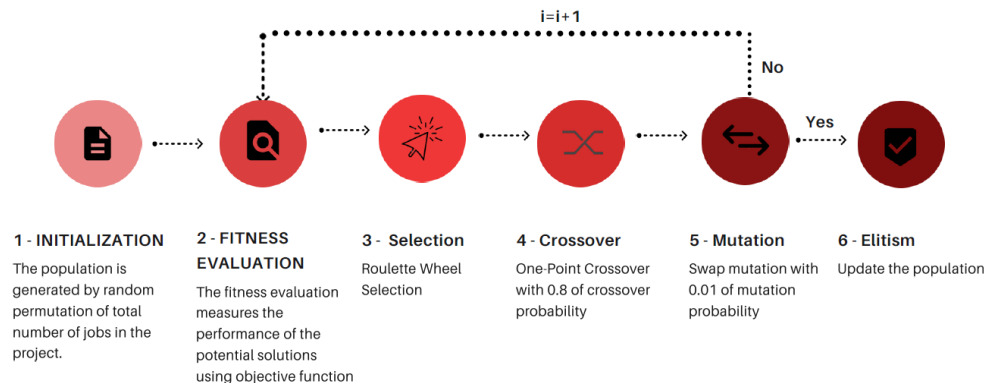 i=i+1
No
Yes
1 - INITIALIZATION
The population is
generated by random
permutation of total
number of jobs in the
project.
2 - FITNESS
EVALUATION
The fitness evaluation
measures the
performance of the
potential solutions
using objective function
3 - Selection
Roulette Wheel
Selection
4 - Crossover
One-Point Crossover
with 0.8 of crossover
probability
5 - Mutation
Swap mutation with
0.01 of mutation
probability
6 - Elitism
Update the population